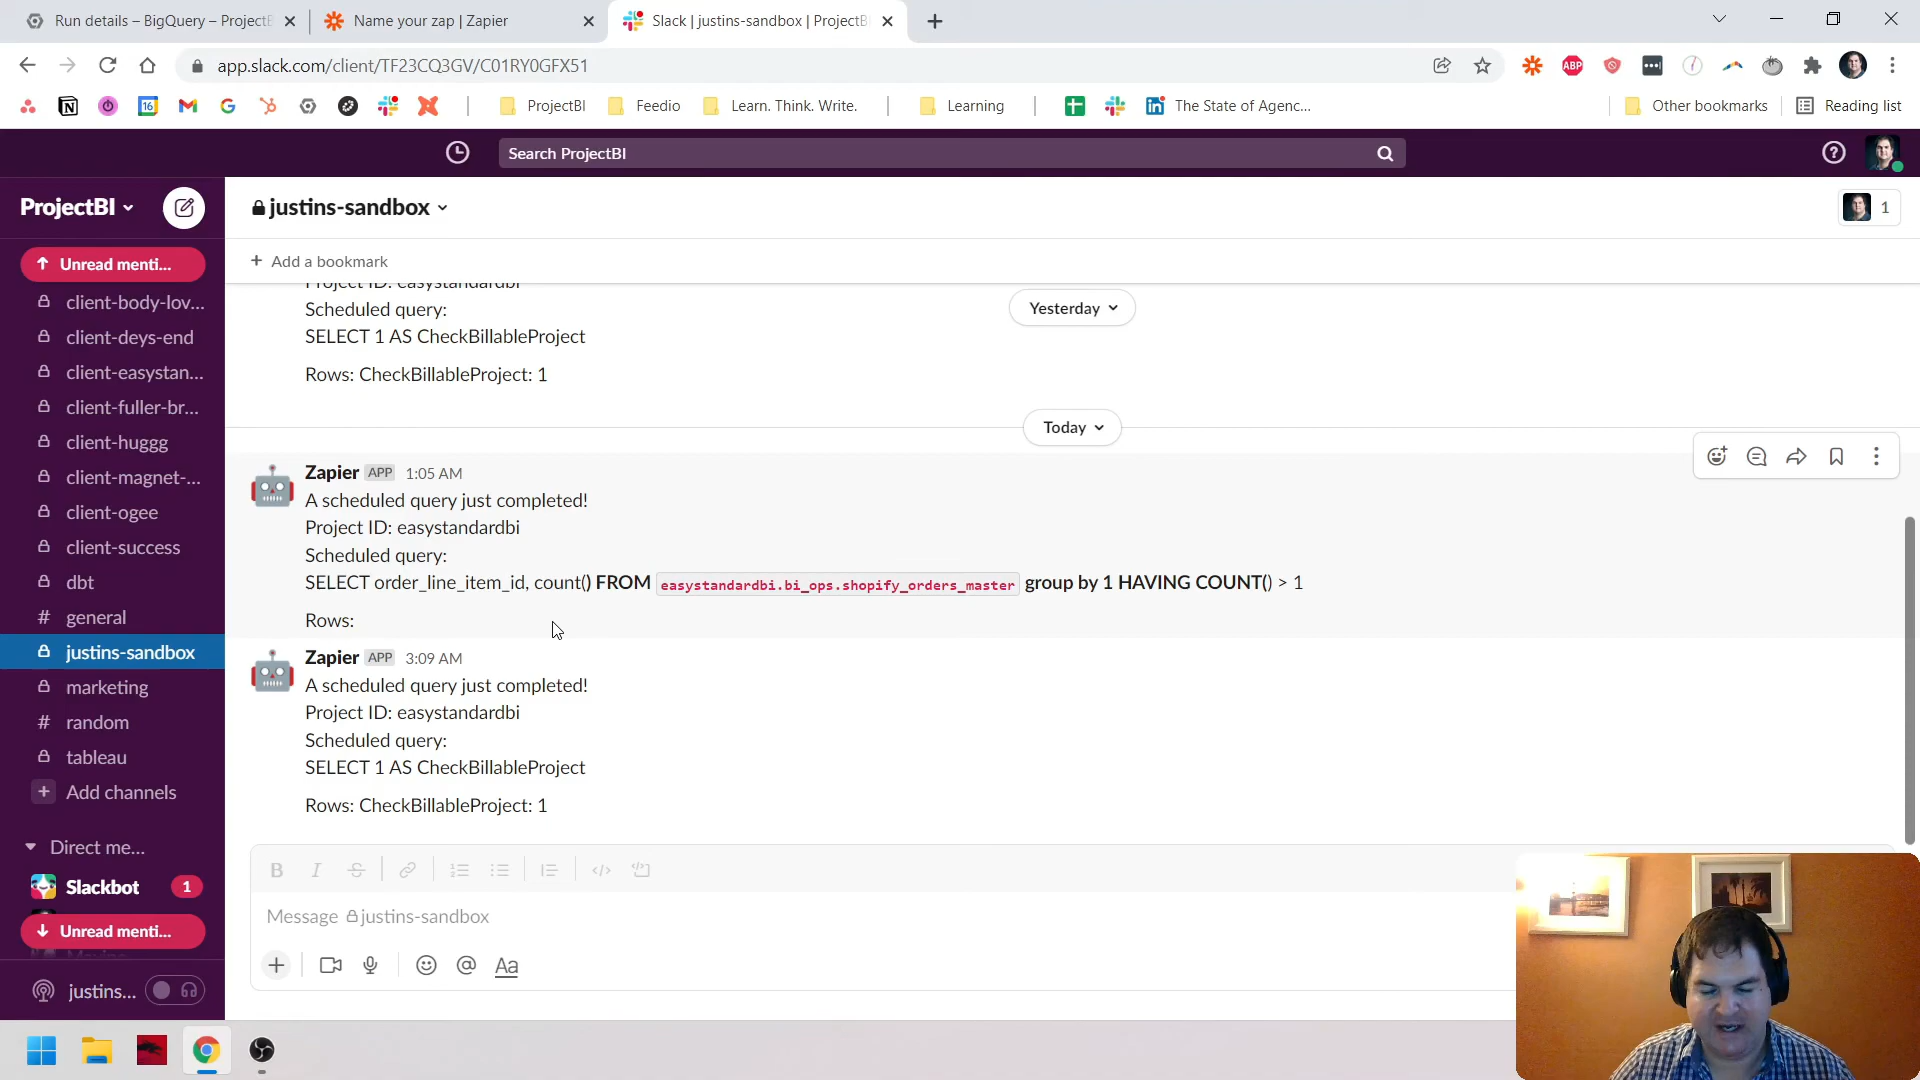 Run details – BigQuery – ProjectB
Name your zap | Zapier
Slack | justins-sandbox | ProjectB
app.slack.com/client/TF23CQ3GV/C01RY0GFX51
ABP
16
ProjectBI
Feedio
Learn. Think. Write.
Learning
The State of Agenc...
Other bookmarks
Reading list
Search ProjectBI
ProjectBI
justins-sandbox
1
Unread menti...
Add a bookmark
client-body-lov...
client-deys-end
client-easystan...
client-fuller-br...
client-huggg
client-magnet-...
client-ogee
client-success
dbt
general
justins-sandbox
marketing
random
tableau
Add channels
Direct me...
Slackbot 1
Unread menti...
justins...
Project ID: easystandardbi
Scheduled query:
Yesterday
SELECT 1 AS CheckBillableProject
Rows: CheckBillableProject: 1
Today
Zapier APP 1:05 AM
A scheduled query just completed!
Project ID: easystandardbi
Scheduled query:
SELECT order_line_item_id, count() FROM easystandardbi.bi_ops.shopify_orders_master group by 1 HAVING COUNT() > 1
Rows:
Zapier APP 3:09 AM
A scheduled query just completed!
Project ID: easystandardbi
Scheduled query:
SELECT 1 AS CheckBillableProject
Rows: CheckBillableProject: 1
Message justins-sandbox
Aa